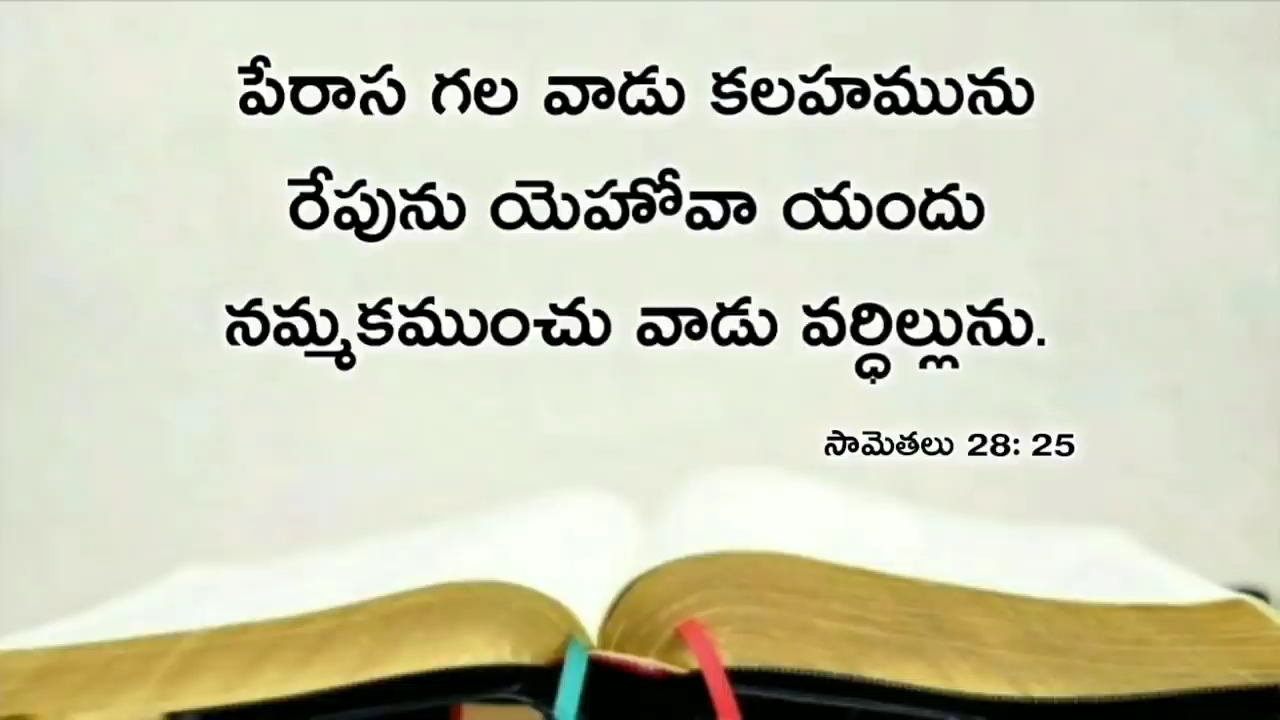 పేరాస గల వాడు కలహమును
రేపును యెహోవా యందు
నమ్మకముంచు వాడు వర్ధిల్లును.
సామెతలు 28: 25